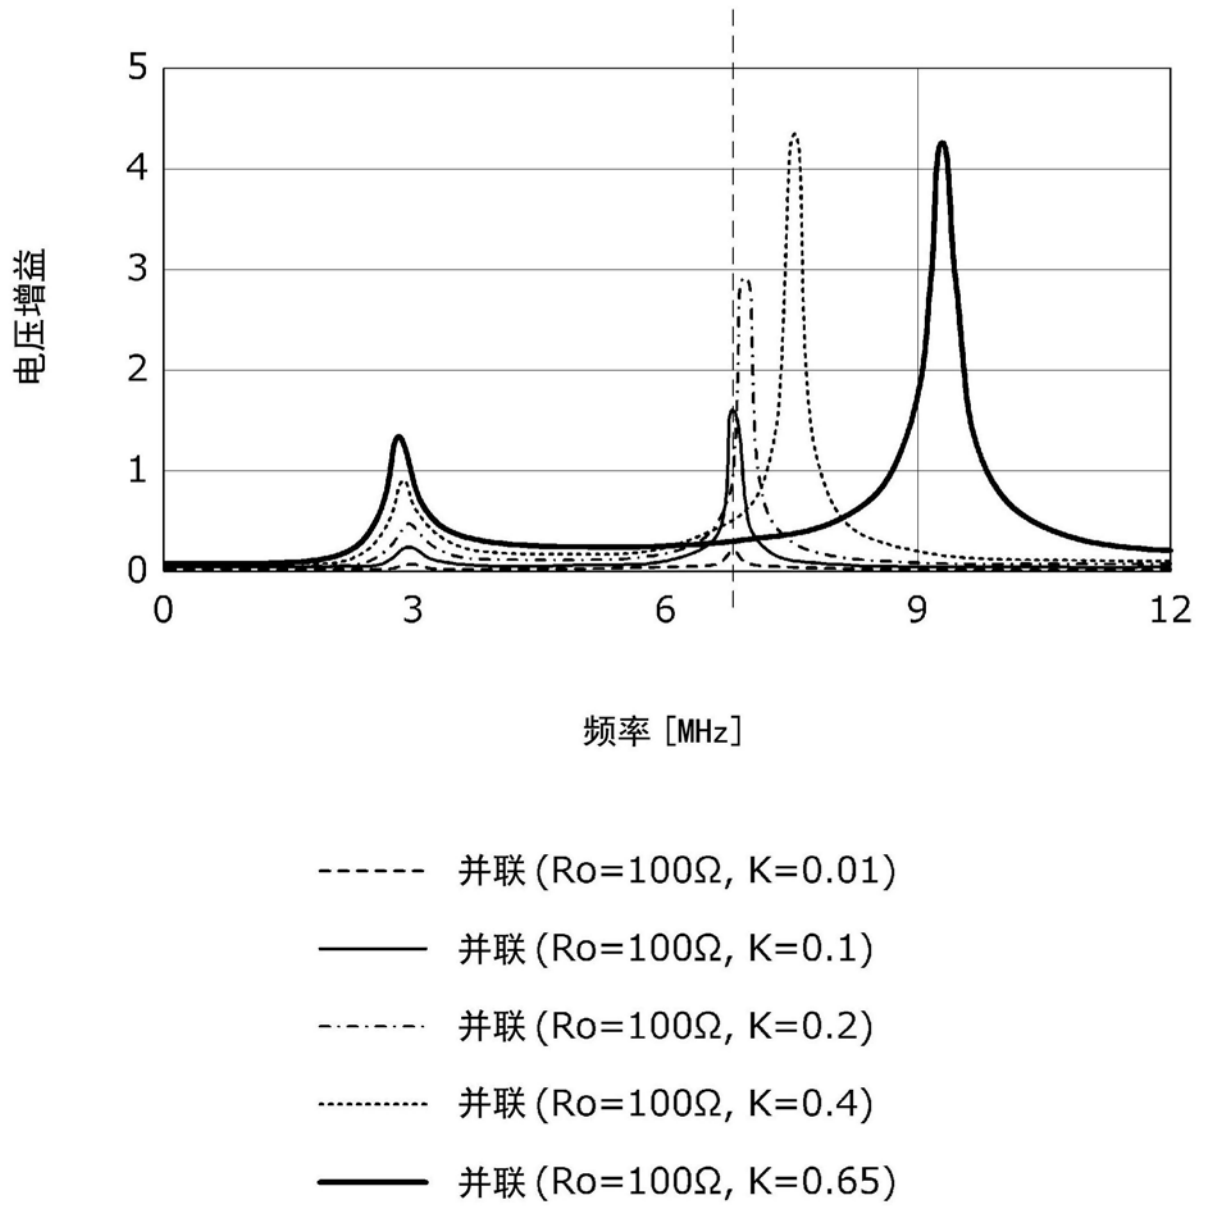 5
4
3
2
1
0
电压增益
0 3 6 9 12
频率 [MHz]
并联 (Ro=100Ω, K=0.01)
并联 (Ro=100Ω, K=0.1)
并联 (Ro=100Ω, K=0.2)
并联 (Ro=100Ω, K=0.4)
并联 (Ro=100Ω, K=0.65)